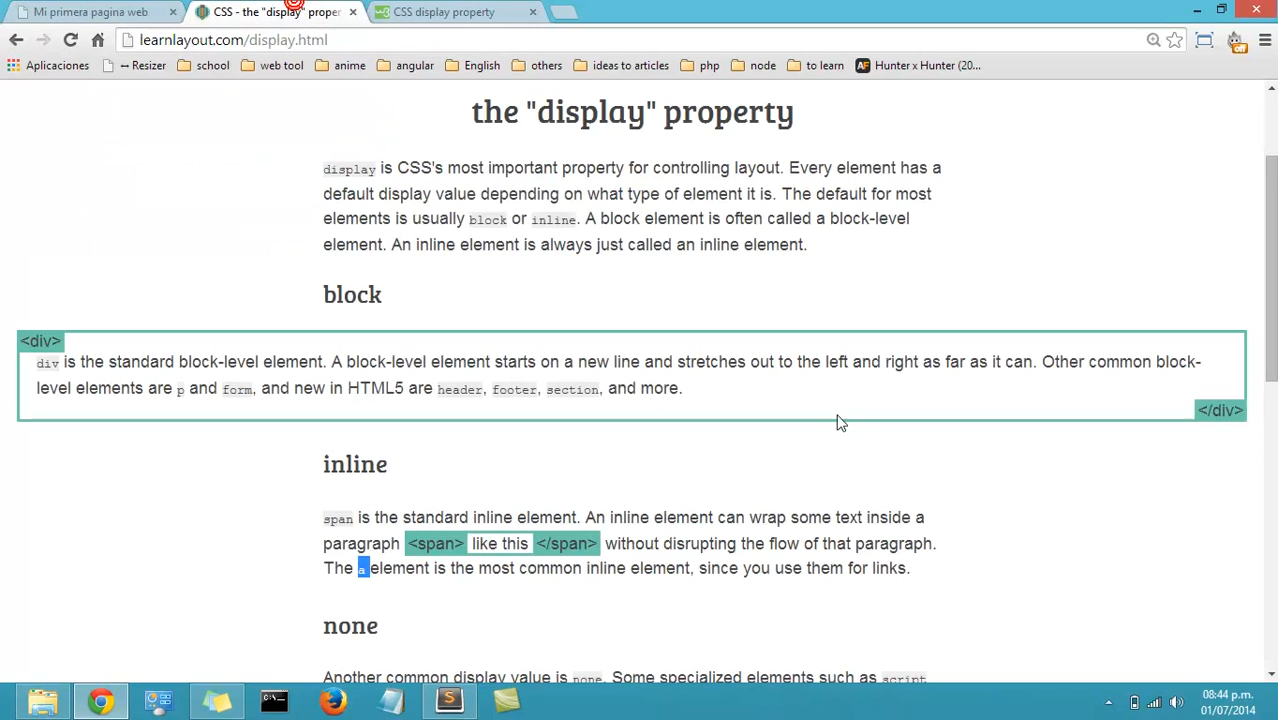 Mi primera pagina web
CSS - the "display" proper
CSS display property
learnlayout.com/display.html
Aplicaciones
↔ Resizer
school
web tool
anime
angular
English
others
ideas to articles
php
node
to learn
AF
Hunter x Hunter (20...
off
the "display" property
display is CSS's most important property for controlling layout. Every element has a
default display value depending on what type of element it is. The default for most
elements is usually block or inline. A block element is often called a block-level
element. An inline element is always just called an inline element.
block
<div>
div is the standard block-level element. A block-level element starts on a new line and stretches out to the left and right as far as it can. Other common block-
level elements are p and form, and new in HTML5 are header, footer, section, and more.
</div>
inline
span is the standard inline element. An inline element can wrap some text inside a
paragraph <span> like this </span> without disrupting the flow of that paragraph.
The a element is the most common inline element, since you use them for links.
none
Another common display value is none. Some specialized elements such as script
08:44 p.m.
01/07/2014